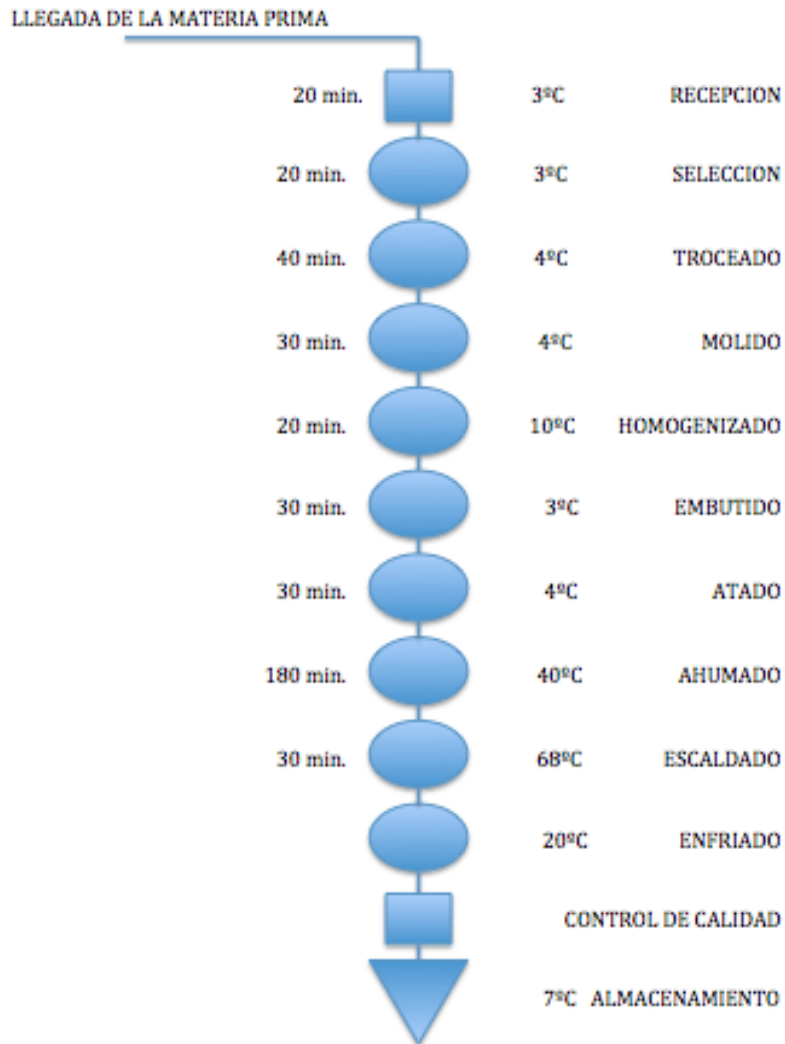 LLEGADA DE LA MATERIA PRIMA
20 min. 3ºC RECEPCION
20 min. 3ºC SELECCION
40 min. 4ºC TROCEADO
30 min. 4ºC MOLIDO
20 min. 10ºC HOMOGENIZADO
30 min. 3ºC EMBUTIDO
30 min. 4ºC ATADO
180 min. 40ºC AHUMADO
30 min. 68ºC ESCALDADO
20ºC ENFRIADO
CONTROL DE CALIDAD
7ºC ALMACENAMIENTO